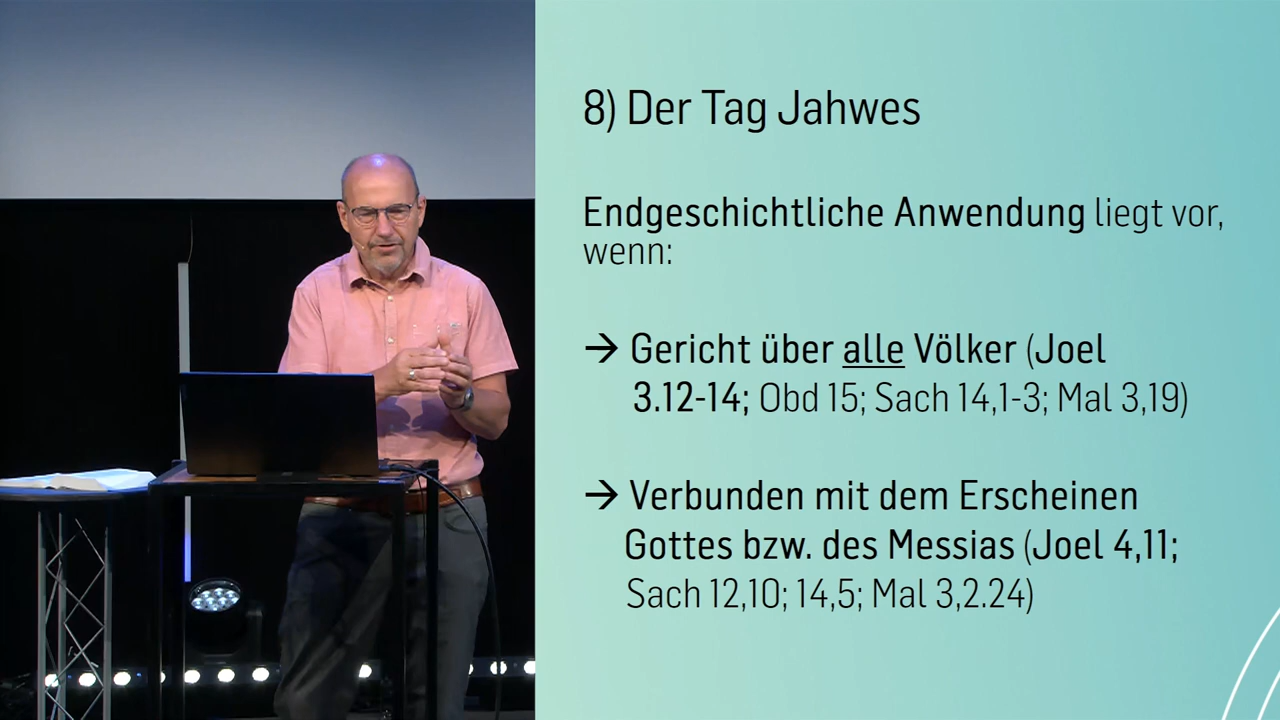 8) Der Tag Jahwes
Endgeschichtliche Anwendung liegt vor,
wenn:
→ Gericht über alle Völker (Joel
3.12-14; Obd 15; Sach 14,1-3; Mal 3,19)
→ Verbunden mit dem Erscheinen
Gottes bzw. des Messias (Joel 4,11;
Sach 12,10; 14,5; Mal 3,2.24)